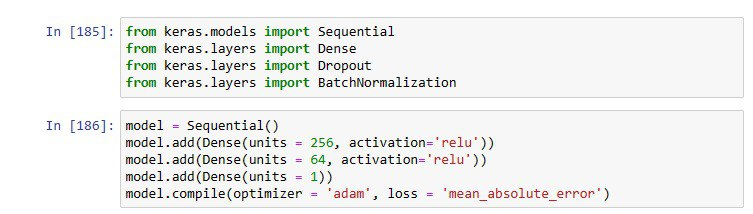 In [185]: from keras.models import Sequential
from keras.layers import Dense
from keras.layers import Dropout
from keras.layers import BatchNormalization
In [186]: model = Sequential()
model.add(Dense(units = 256, activation='relu'))
model.add(Dense(units = 64, activation='relu'))
model.add(Dense(units = 1))
model.compile(optimizer = 'adam', loss = 'mean_absolute_error')